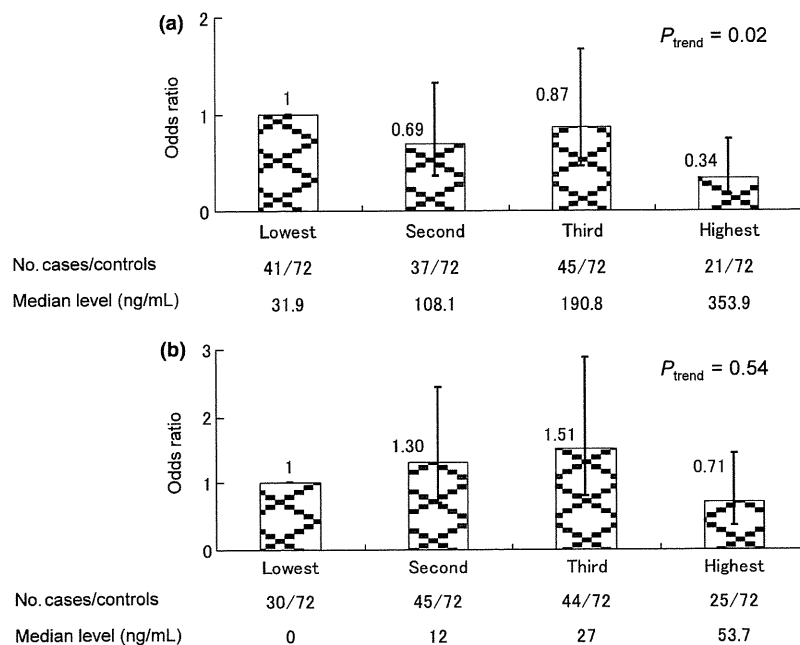 (a)
2
P trend = 0.02
Odds ratio
1
0.87
1
0.69
0.34
0
Lowest Second Third Highest
No. cases/controls 41/72 37/72 45/72 21/72
Median level (ng/mL) 31.9 108.1 190.8 353.9
(b)
3
P trend = 0.54
Odds ratio
2
1.51
1.30
1
0.71
1
0
Lowest Second Third Highest
No. cases/controls 30/72 45/72 44/72 25/72
Median level (ng/mL) 0 12 27 53.7